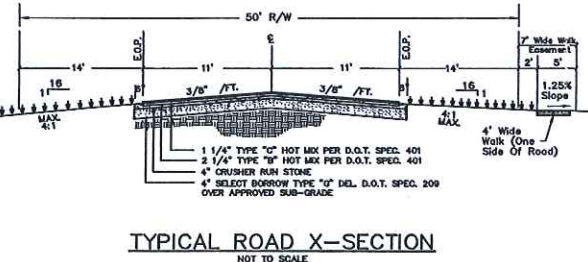 50' R/W
E.O.P.
℄
E.O.P.
7' Wide Walk
Easement
14'
11'
11'
14'
2'
5'
16
1
3/8" /FT.
3/8" /FT.
16
1
1.25%
Slope
MAX.
4:1
4:1
MAX.
4' Wide
Walk (One
Side Of Rood)
1 1/4" TYPE "C" HOT MIX PER D.O.T. SPEC. 401
2 1/4" TYPE "B" HOT MIX PER D.O.T. SPEC. 401
4" CRUSHER RUN STONE
4" SELECT BORROW TYPE "G" DEL. D.O.T. SPEC. 209
OVER APPROVED SUB-GRADE
TYPICAL ROAD X-SECTION
NOT TO SCALE